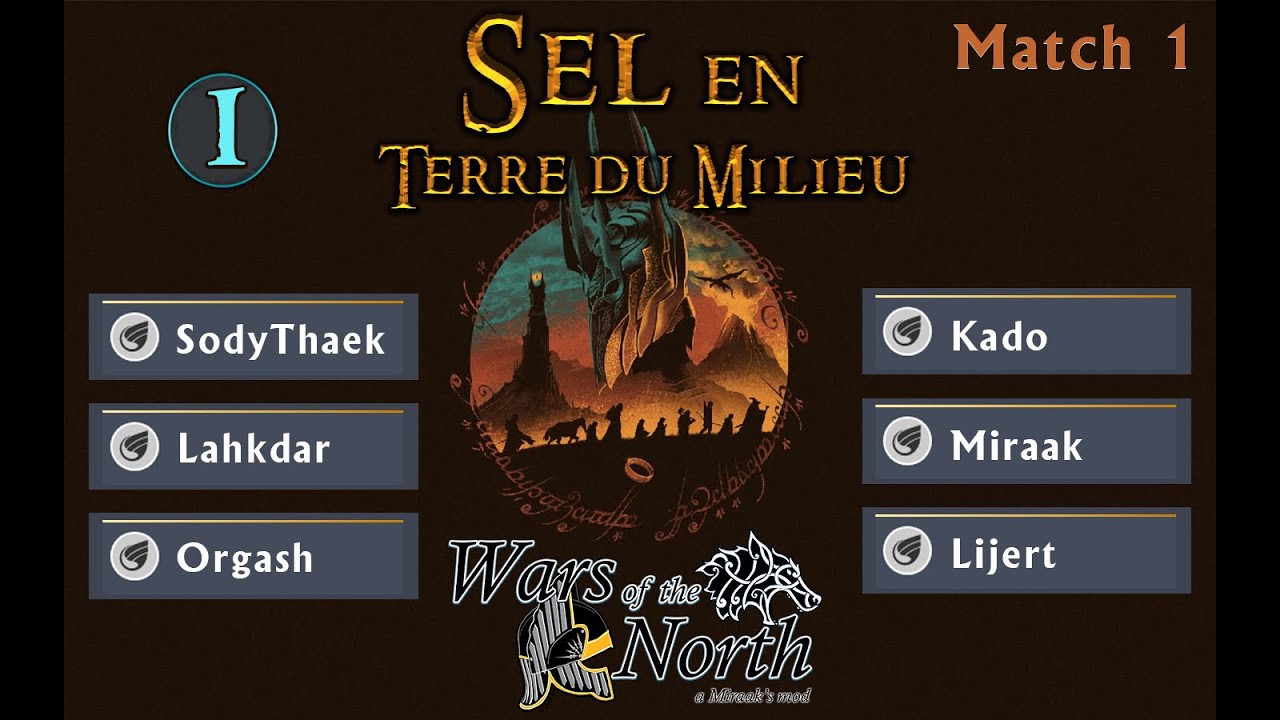 Match 1
I
SEL EN
TERRE DU MILIEU
SodyThaek
Lahkdar
Orgash
Kado
Miraak
Lijert
Wars of the
North
a Miraak's mod